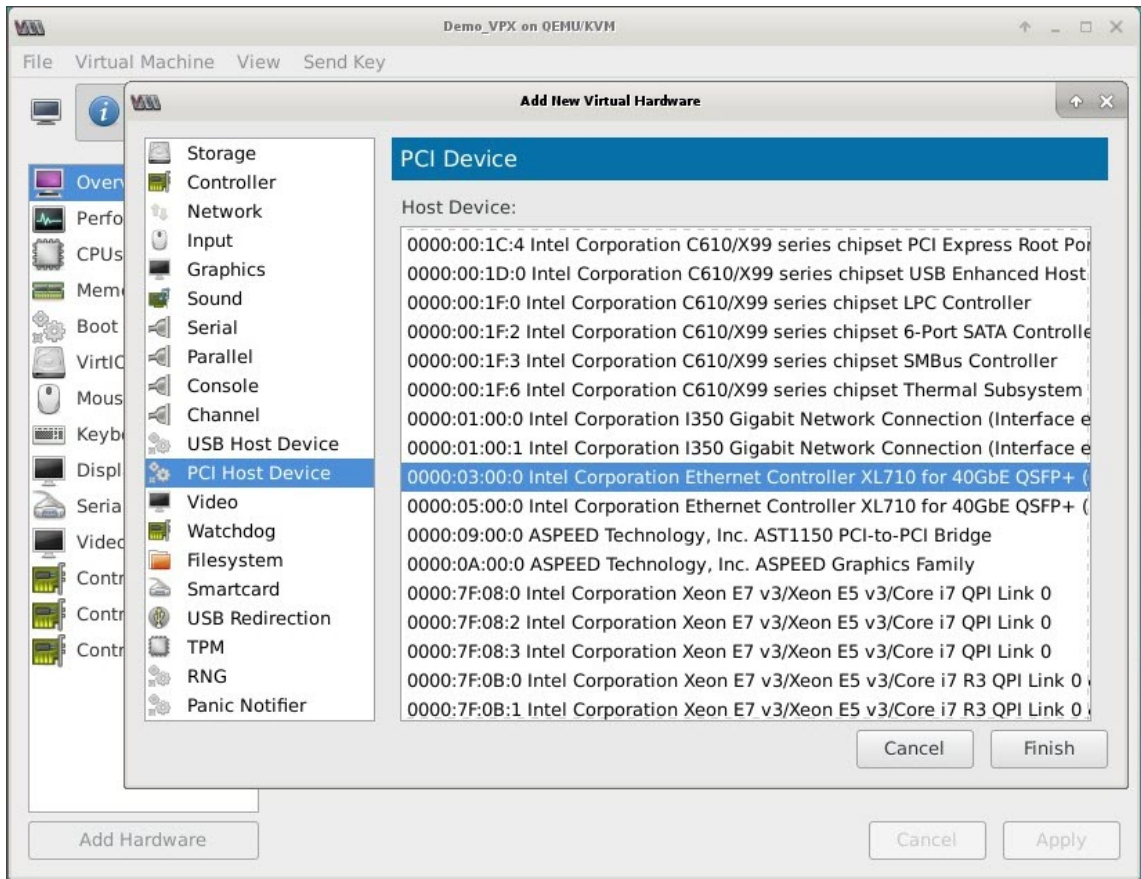 Demo_VPX on QEMU/KVM
File Virtual Machine View Send Key
Add New Virtual Hardware
Overv
Perfo
CPUs
Mem
Boot
VirtIO
Mous
Keyb
Displ
Seria
Video
Contr
Contr
Contr
Add Hardware
Storage
Controller
Network
Input
Graphics
Sound
Serial
Parallel
Console
Channel
USB Host Device
PCI Host Device
Video
Watchdog
Filesystem
Smartcard
USB Redirection
TPM
RNG
Panic Notifier
PCI Device
Host Device:
0000:00:1C:4 Intel Corporation C610/X99 series chipset PCI Express Root Por
0000:00:1D:0 Intel Corporation C610/X99 series chipset USB Enhanced Host
0000:00:1F:0 Intel Corporation C610/X99 series chipset LPC Controller
0000:00:1F:2 Intel Corporation C610/X99 series chipset 6-Port SATA Controlle
0000:00:1F:3 Intel Corporation C610/X99 series chipset SMBus Controller
0000:00:1F:6 Intel Corporation C610/X99 series chipset Thermal Subsystem
0000:01:00:0 Intel Corporation I350 Gigabit Network Connection (Interface e
0000:01:00:1 Intel Corporation I350 Gigabit Network Connection (Interface e
0000:03:00:0 Intel Corporation Ethernet Controller XL710 for 40GbE QSFP+ (
0000:05:00:0 Intel Corporation Ethernet Controller XL710 for 40GbE QSFP+ (
0000:09:00:0 ASPEED Technology, Inc. AST1150 PCI-to-PCI Bridge
0000:0A:00:0 ASPEED Technology, Inc. ASPEED Graphics Family
0000:7F:08:0 Intel Corporation Xeon E7 v3/Xeon E5 v3/Core i7 QPI Link 0
0000:7F:08:2 Intel Corporation Xeon E7 v3/Xeon E5 v3/Core i7 QPI Link 0
0000:7F:08:3 Intel Corporation Xeon E7 v3/Xeon E5 v3/Core i7 QPI Link 0
0000:7F:0B:0 Intel Corporation Xeon E7 v3/Xeon E5 v3/Core i7 R3 QPI Link 0
0000:7F:0B:1 Intel Corporation Xeon E7 v3/Xeon E5 v3/Core i7 R3 QPI Link 0
Cancel Finish
Cancel Apply